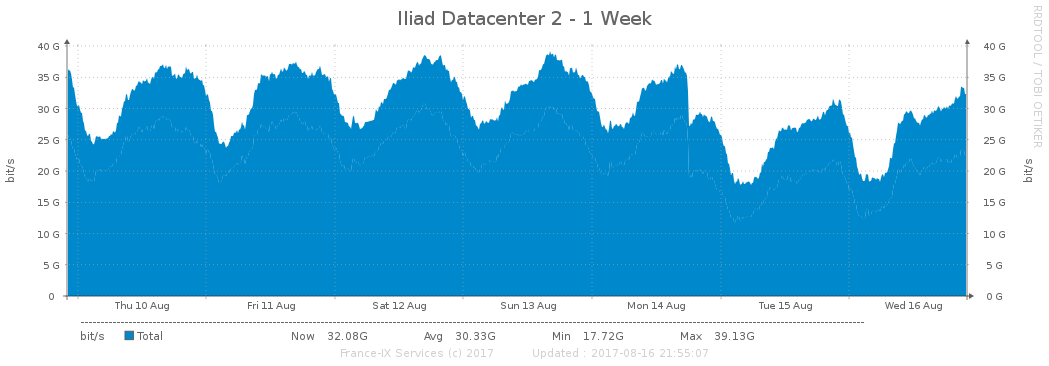 Iliad Datacenter 2 - 1 Week
RRDTOOL / TOBI OETIKER
40 G 40 G
35 G 35 G
30 G 30 G
25 G 25 G
20 G 20 G
15 G 15 G
10 G 10 G
5 G 5 G
0 0 G
bit/s bit/s
Thu 10 Aug Fri 11 Aug Sat 12 Aug Sun 13 Aug Mon 14 Aug Tue 15 Aug Wed 16 Aug
bit/s Total Now 32.08G Avg 30.33G Min 17.72G Max 39.13G
France-IX Services (c) 2017 Updated : 2017-08-16 21:55:07